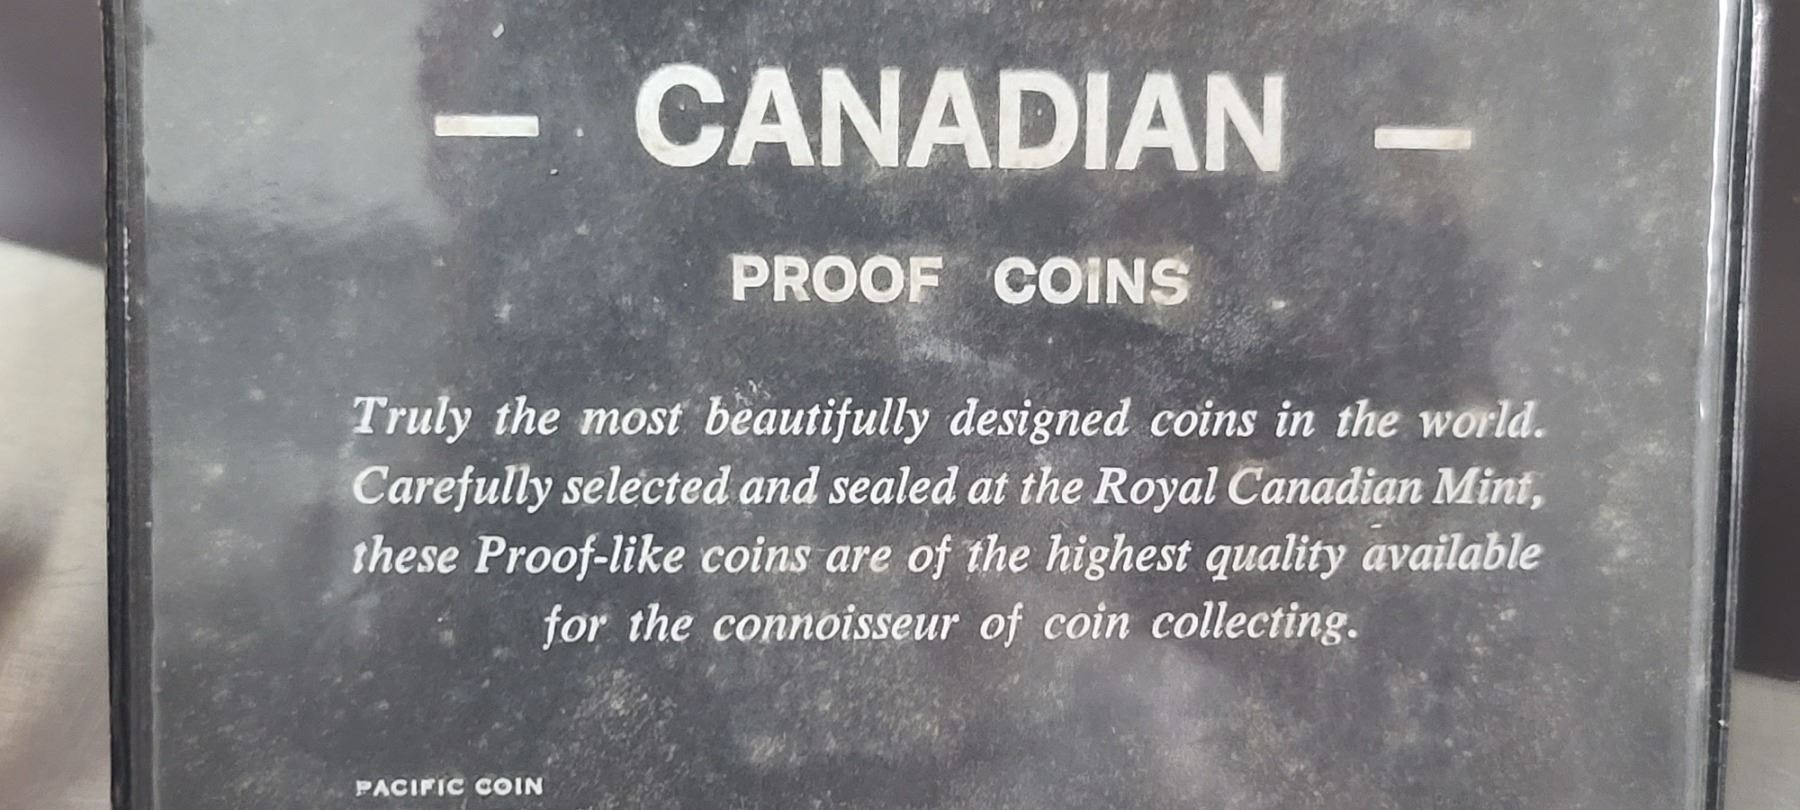 — CANADIAN —
PROOF COINS
Truly the most beautifully designed coins in the world.
Carefully selected and sealed at the Royal Canadian Mint,
these Proof-like coins are of the highest quality available
for the connoisseur of coin collecting.
PACIFIC COIN